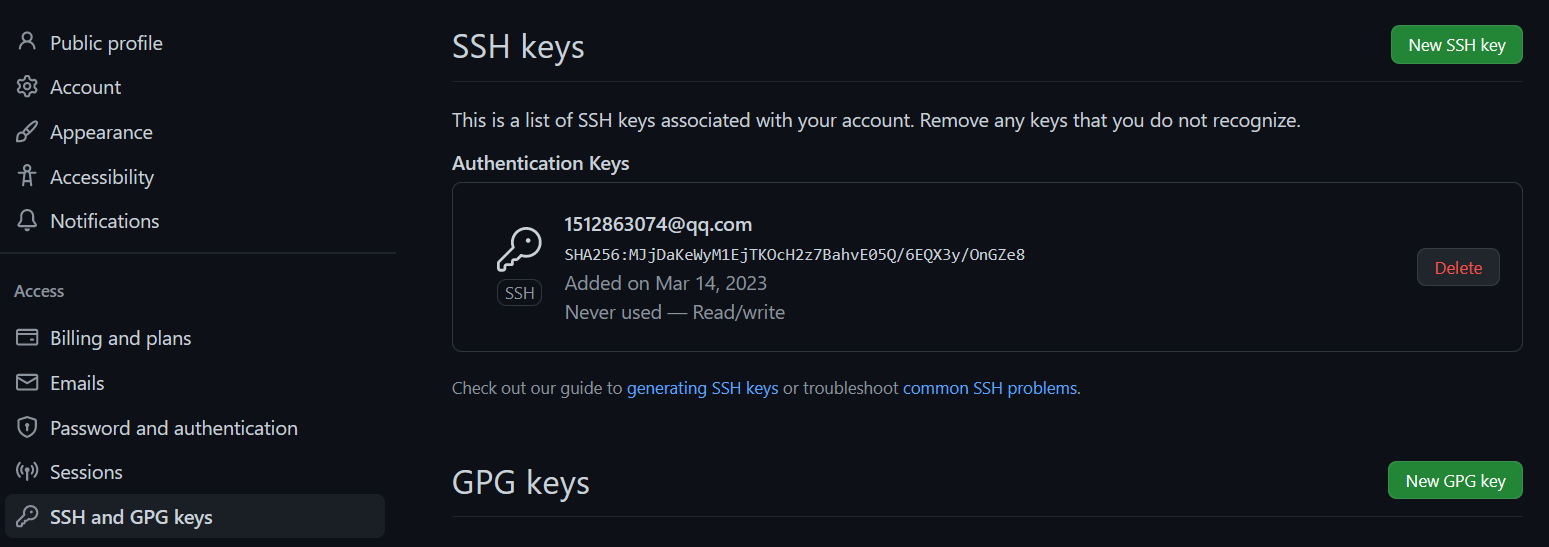 Public profile
Account
Appearance
Accessibility
Notifications
Access
Billing and plans
Emails
Password and authentication
Sessions
SSH and GPG keys
SSH keys
New SSH key
This is a list of SSH keys associated with your account. Remove any keys that you do not recognize.
Authentication Keys
1512863074@qq.com
SHA256:MJjDaKeWyM1EjTKOcH2z7BahvE05Q/6EQX3y/OnGZe8
SSH
Added on Mar 14, 2023
Never used — Read/write
Delete
Check out our guide to generating SSH keys or troubleshoot common SSH problems.
GPG keys
New GPG key